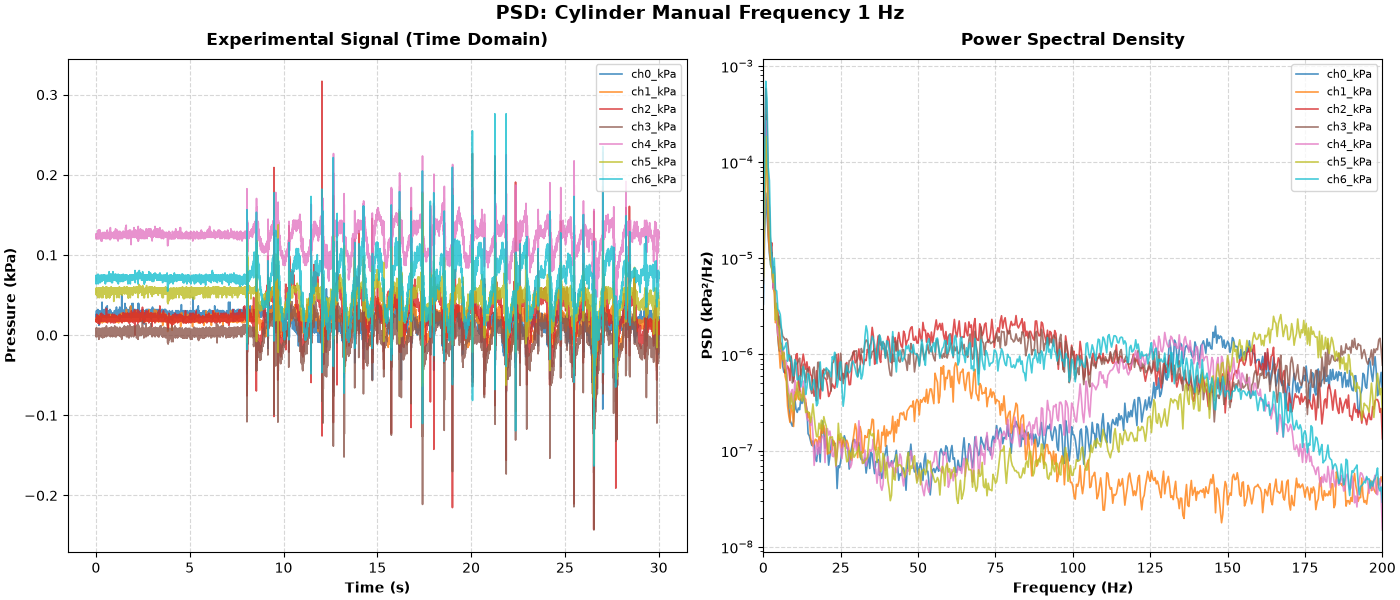 PSD: Cylinder Manual Frequency 1 Hz
Experimental Signal (Time Domain)
Pressure (kPa)
0.3
0.2
0.1
0.0
−0.1
−0.2
0
5
10
15
20
25
30
Time (s)
ch0_kPa
ch1_kPa
ch2_kPa
ch3_kPa
ch4_kPa
ch5_kPa
ch6_kPa
Power Spectral Density
PSD (kPa²/Hz)
10⁻³
10⁻⁴
10⁻⁵
10⁻⁶
10⁻⁷
10⁻⁸
0
25
50
75
100
125
150
175
200
Frequency (Hz)
ch0_kPa
ch1_kPa
ch2_kPa
ch3_kPa
ch4_kPa
ch5_kPa
ch6_kPa